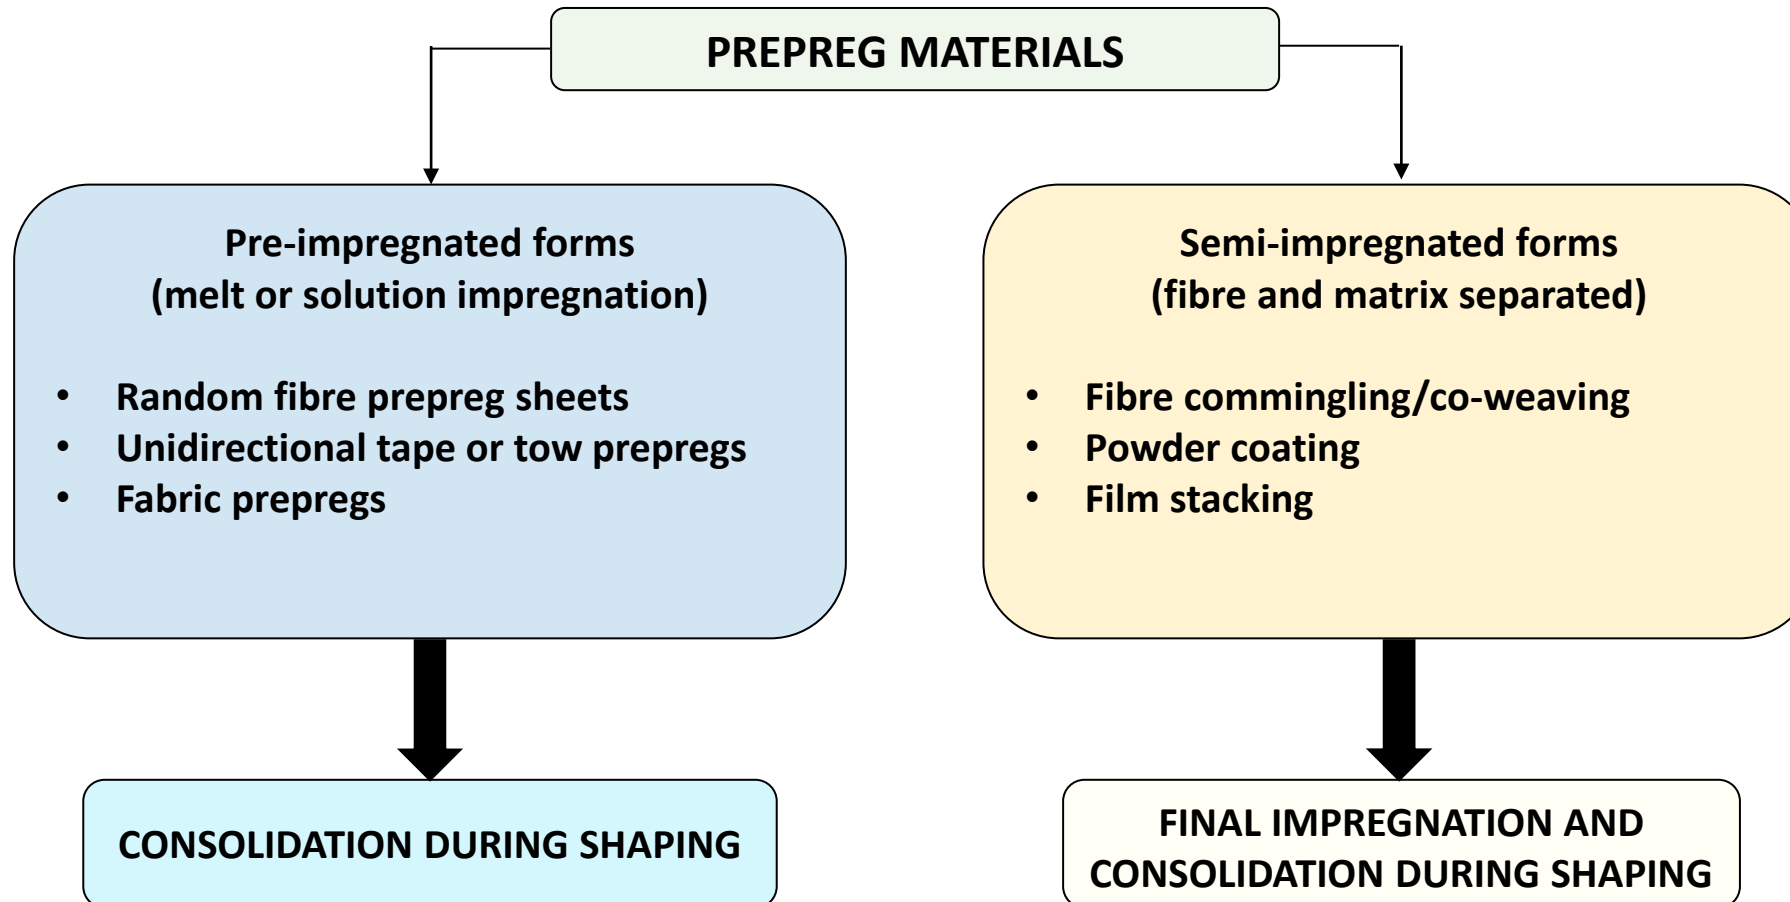 PREPREG MATERIALS
Pre-impregnated forms
(melt or solution impregnation)
• Random fibre prepreg sheets
• Unidirectional tape or tow prepregs
• Fabric prepregs
Semi-impregnated forms
(fibre and matrix separated)
• Fibre commingling/co-weaving
• Powder coating
• Film stacking
CONSOLIDATION DURING SHAPING
FINAL IMPREGNATION AND
CONSOLIDATION DURING SHAPING